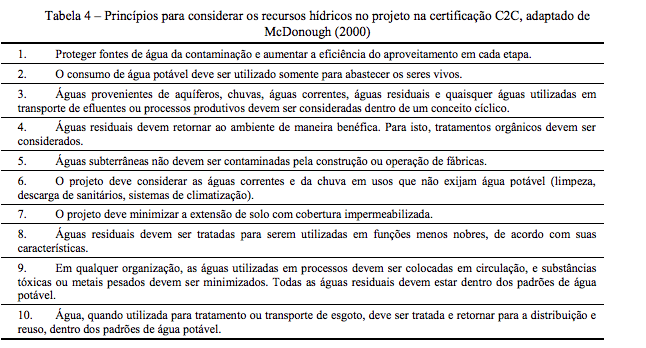 Tabela 4 – Princípios para considerar os recursos hídricos no projeto na certificação C2C, adaptado de
McDonough (2000)
1. Proteger fontes de água da contaminação e aumentar a eficiência do aproveitamento em cada etapa.
2. O consumo de água potável deve ser utilizado somente para abastecer os seres vivos.
3. Águas provenientes de aquíferos, chuvas, águas correntes, águas residuais e quaisquer águas utilizadas em
transporte de efluentes ou processos produtivos devem ser consideradas dentro de um conceito cíclico.
4. Águas residuais devem retornar ao ambiente de maneira benéfica. Para isto, tratamentos orgânicos devem ser
considerados.
5. Águas subterrâneas não devem ser contaminadas pela construção ou operação de fábricas.
6. O projeto deve considerar as águas correntes e da chuva em usos que não exijam água potável (limpeza,
descarga de sanitários, sistemas de climatização).
7. O projeto deve minimizar a extensão de solo com cobertura impermeabilizada.
8. Águas residuais devem ser tratadas para serem utilizadas em funções menos nobres, de acordo com suas
características.
9. Em qualquer organização, as águas utilizadas em processos devem ser colocadas em circulação, e substâncias
tóxicas ou metais pesados devem ser minimizados. Todas as águas residuais devem estar dentro dos padrões de água
potável.
10. Água, quando utilizada para tratamento ou transporte de esgoto, deve ser tratada e retornar para a distribuição e
reuso, dentro dos padrões de água potável.